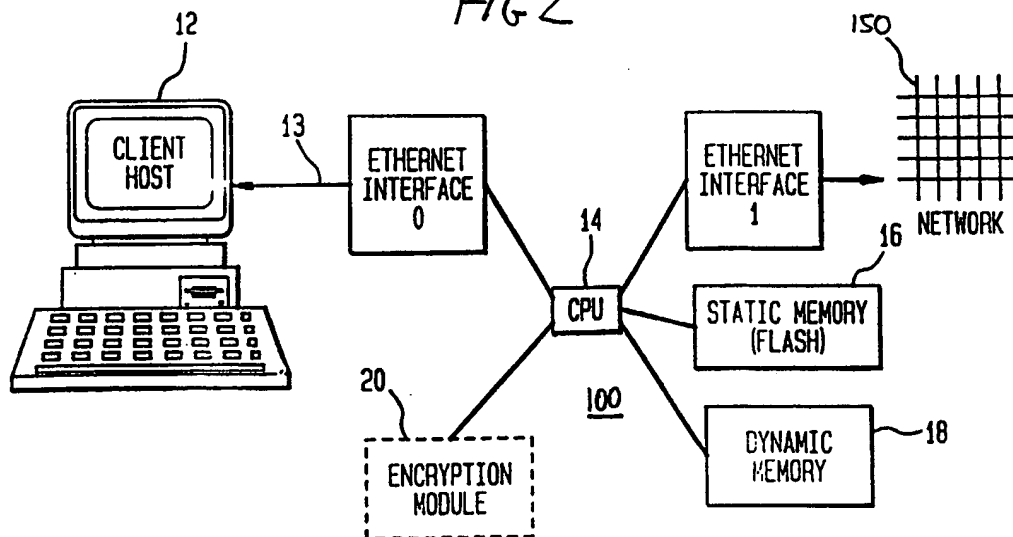 FIG 2
12
150
CLIENT
HOST
13
ETHERNET
INTERFACE
0
ETHERNET
INTERFACE
1
NETWORK
14
CPU
16
STATIC MEMORY
(FLASH)
20
100
ENCRYPTION
MODULE
DYNAMIC
MEMORY
18